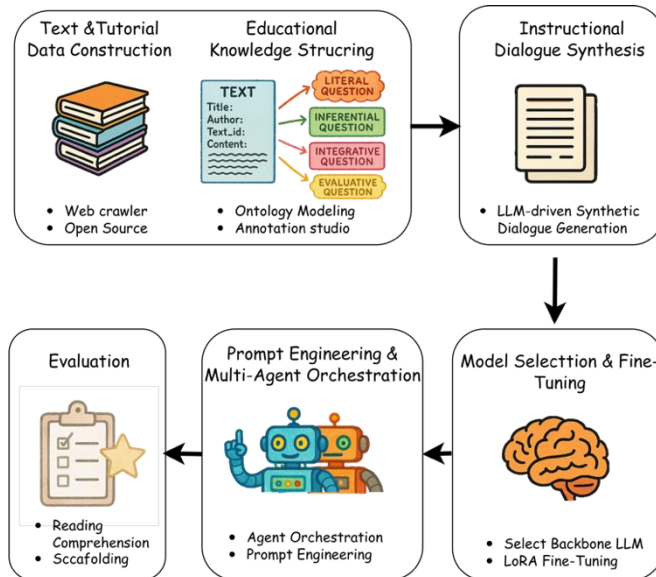 Text &Tutorial
Data Construction
Educational
Knowledge Strucring
TEXT
Title:
Author:
Text_id:
Content:
LITERAL
QUESTION
INFERENTIAL
QUESTION
INTEGRATIVE
QUESTION
EVALUATIVE
QUESTION
• Web crawler
• Open Source
• Ontology Modeling
• Annotation studio
Instructional
Dialogue Synthesis
• LLM-driven Synthetic
Dialogue Generation
Evaluation
• Reading
Comprehension
• Sccafolding
Prompt Engineering &
Multi-Agent Orchestration
• Agent Orchestration
• Prompt Engineering
Model Selecttion & Fine-
Tuning
• Select Backbone LLM
• LoRA Fine-Tuning